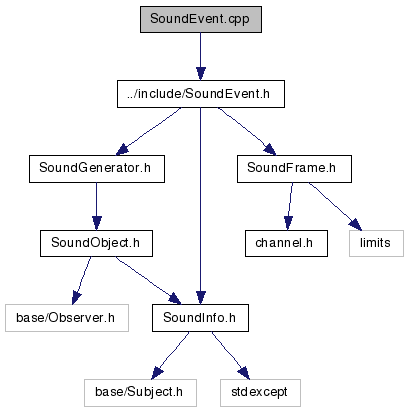 SoundEvent.cpp
../include/SoundEvent.h
SoundGenerator.h
SoundFrame.h
SoundObject.h
channel.h
limits
base/Observer.h
SoundInfo.h
base/Subject.h
stdexcept